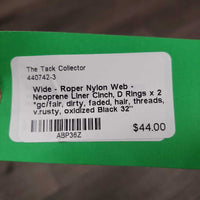 The Tack Collector
440742-3
Wide - Roper Nylon Web -
Neoprene Liner Cinch, D Rings x 2
"gc/fair, dirty, faded, hair, threads,
v.rusty, oxidized Black 32"
$44.00
ABP36Z